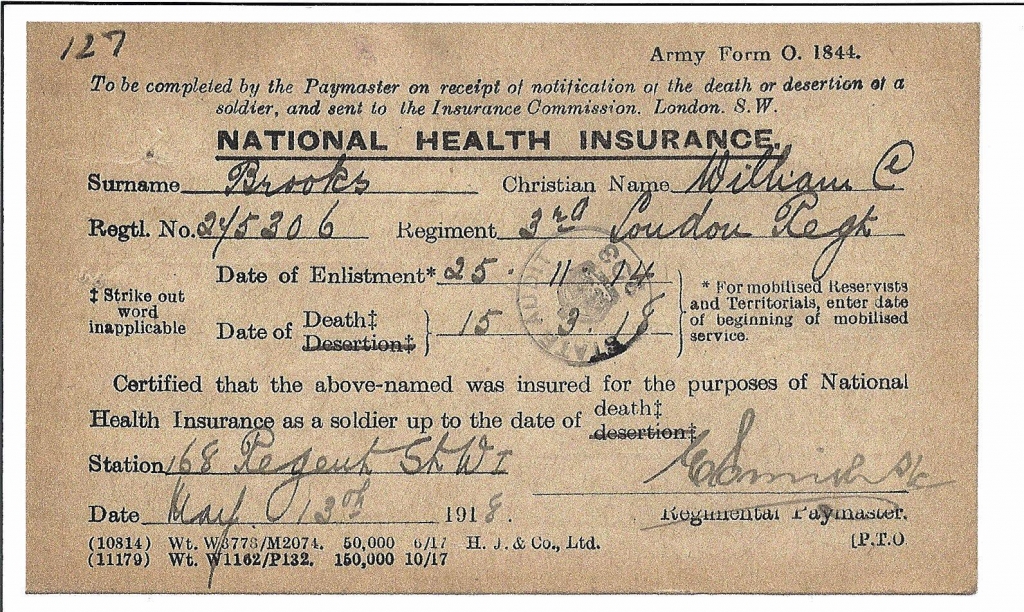 127
Army Form O. 1844.
To be completed by the Paymaster on receipt of notification of the death or desertion of a
soldier, and sent to the Insurance Commission, London, S.W.
NATIONAL HEALTH INSURANCE.
Surname Brooks Christian Name William C
Regtl. No. 245306 Regiment 3rd London Regt
Date of Enlistment* 25. 11. 14
‡ Strike out
word
inapplicable
Date of Death‡
Desertion‡
15 3. 18
* For mobilised Reservists
and Territorials, enter date
of beginning of mobilised
service.
STATE AU
Certified that the above-named was insured for the purposes of National
Health Insurance as a soldier up to the date of death‡
desertion‡
Station 168 Regent St W1
Date May. 13th 1918.
Regimental Paymaster.
(10814) Wt. W3773/M2074. 50,000 6/17 H. J. & Co., Ltd.
(11179) Wt. W1162/P132. 150,000 10/17
[P.T.O